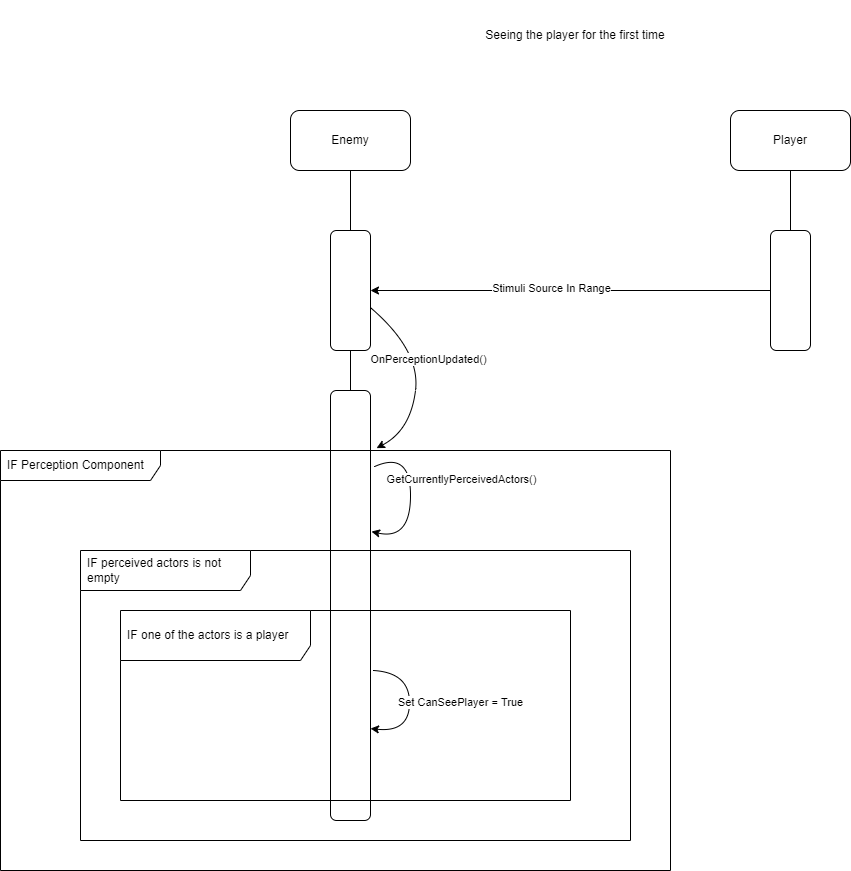 Seeing the player for the first time
Enemy
Player
Stimuli Source In Range
OnPerceptionUpdated()
IF Perception Component
GetCurrentlyPerceivedActors()
IF perceived actors is not
empty
IF one of the actors is a player
Set CanSeePlayer = True